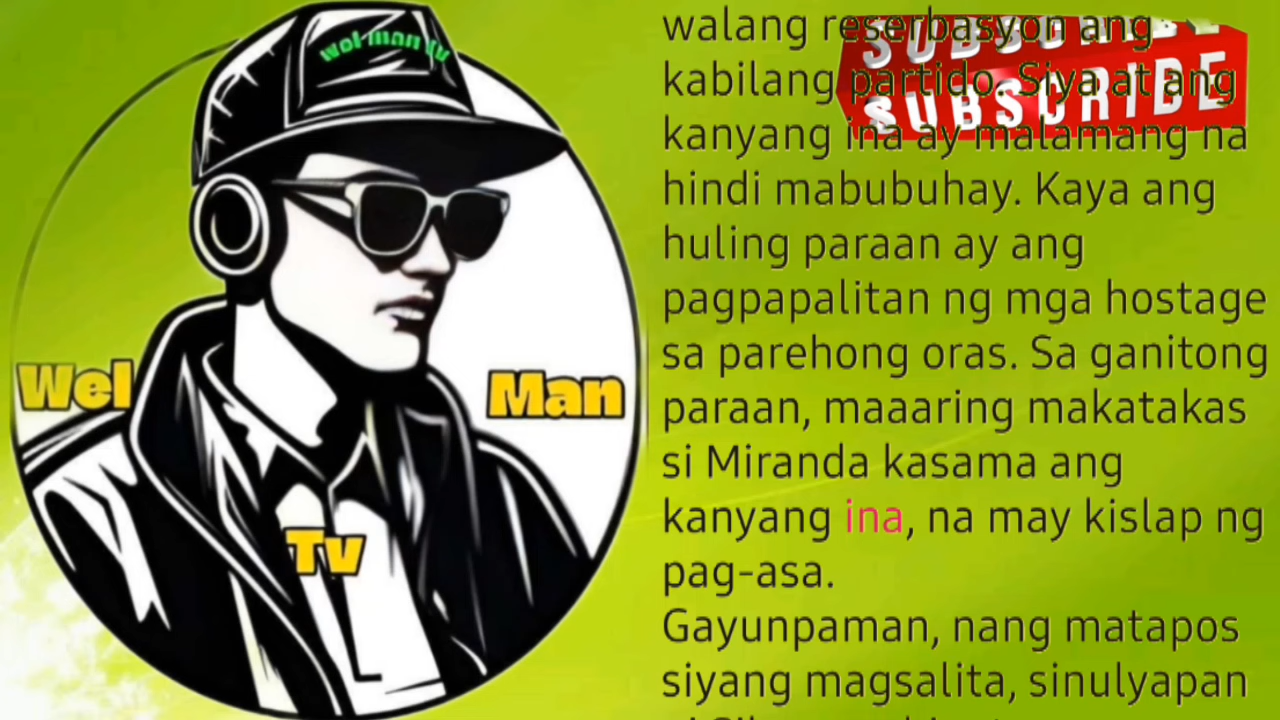 wel man tv
Wel
Man
Tv
SUBSCRIBE
SUBSCRIBE
walang reserbasyon ang
kabilang partido. Siya at ang
kanyang ina ay malamang na
hindi mabubuhay. Kaya ang
huling paraan ay ang
pagpapalitan ng mga hostage
sa parehong oras. Sa ganitong
paraan, maaaring makatakas
si Miranda kasama ang
kanyang ina, na may kislap ng
pag-asa.
Gayunpaman, nang matapos
siyang magsalita, sinulyapan